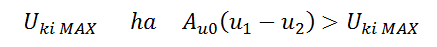 U_{ki MAX} ha A_{u0}(u_1 − u_2) > U_{ki MAX}